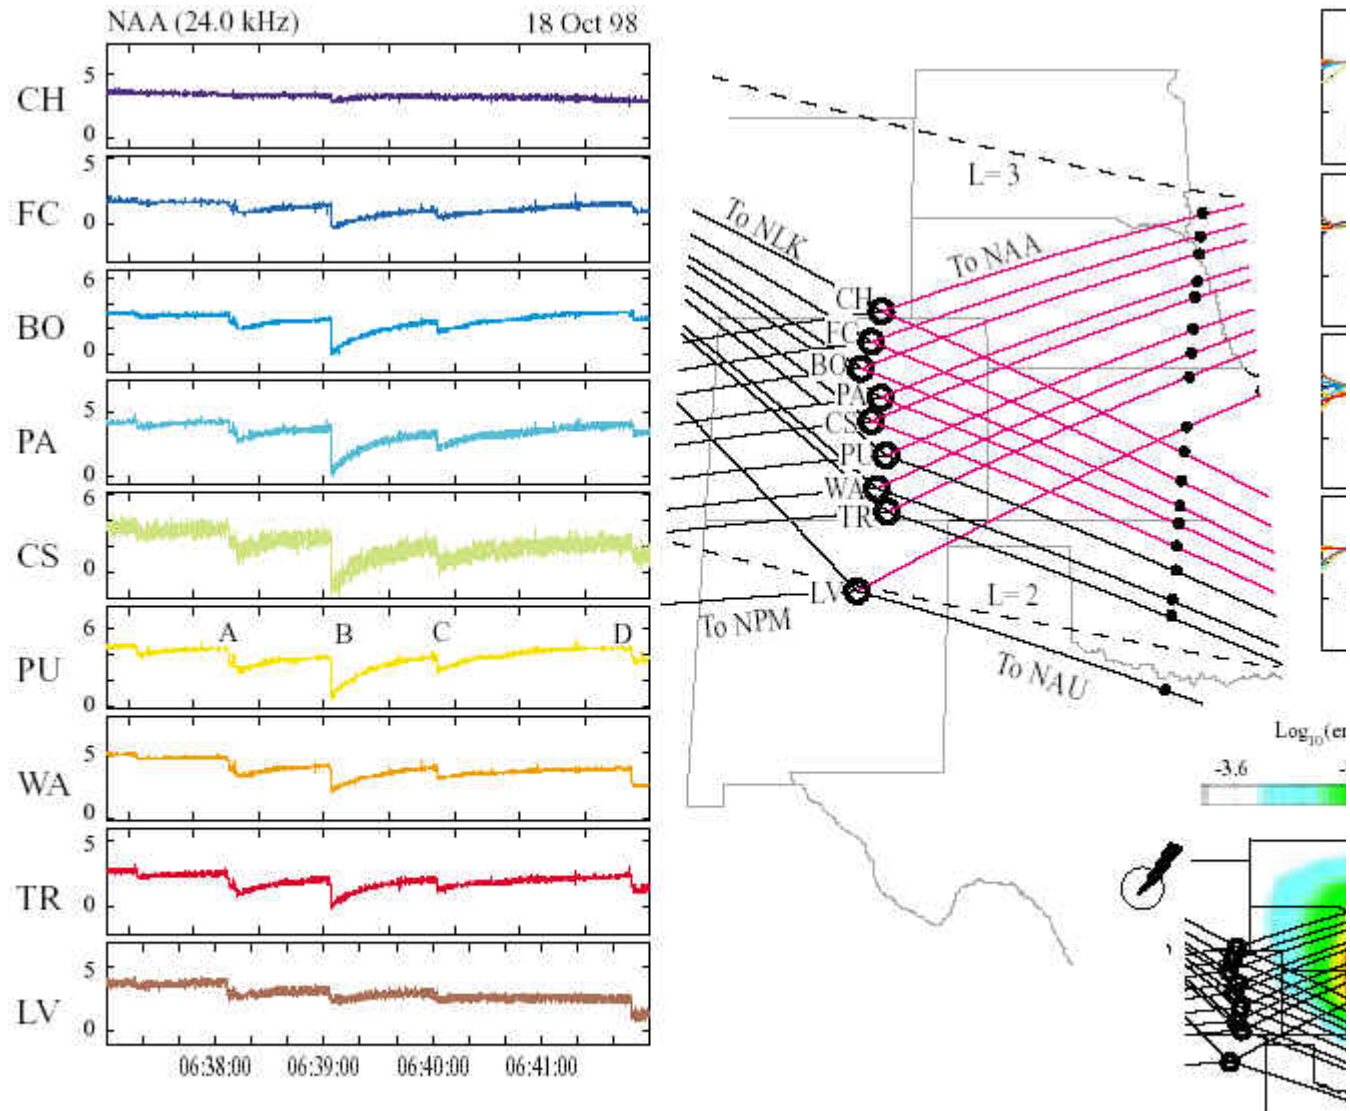 NAA (24.0 kHz) 18 Oct 98
CH
5
0
FC
5
0
BO
6
0
PA
5
0
CS
6
0
PU
6
0
A B C D
WA
5
0
TR
5
0
LV
5
0
06:38:00 06:39:00 06:40:00 06:41:00
L=3
To NLK
To NAA
CH
FC
BO
PA
CS
PU
WA
TR
LV
L=2
To NPM
To NAU
Log10(er
-3.6